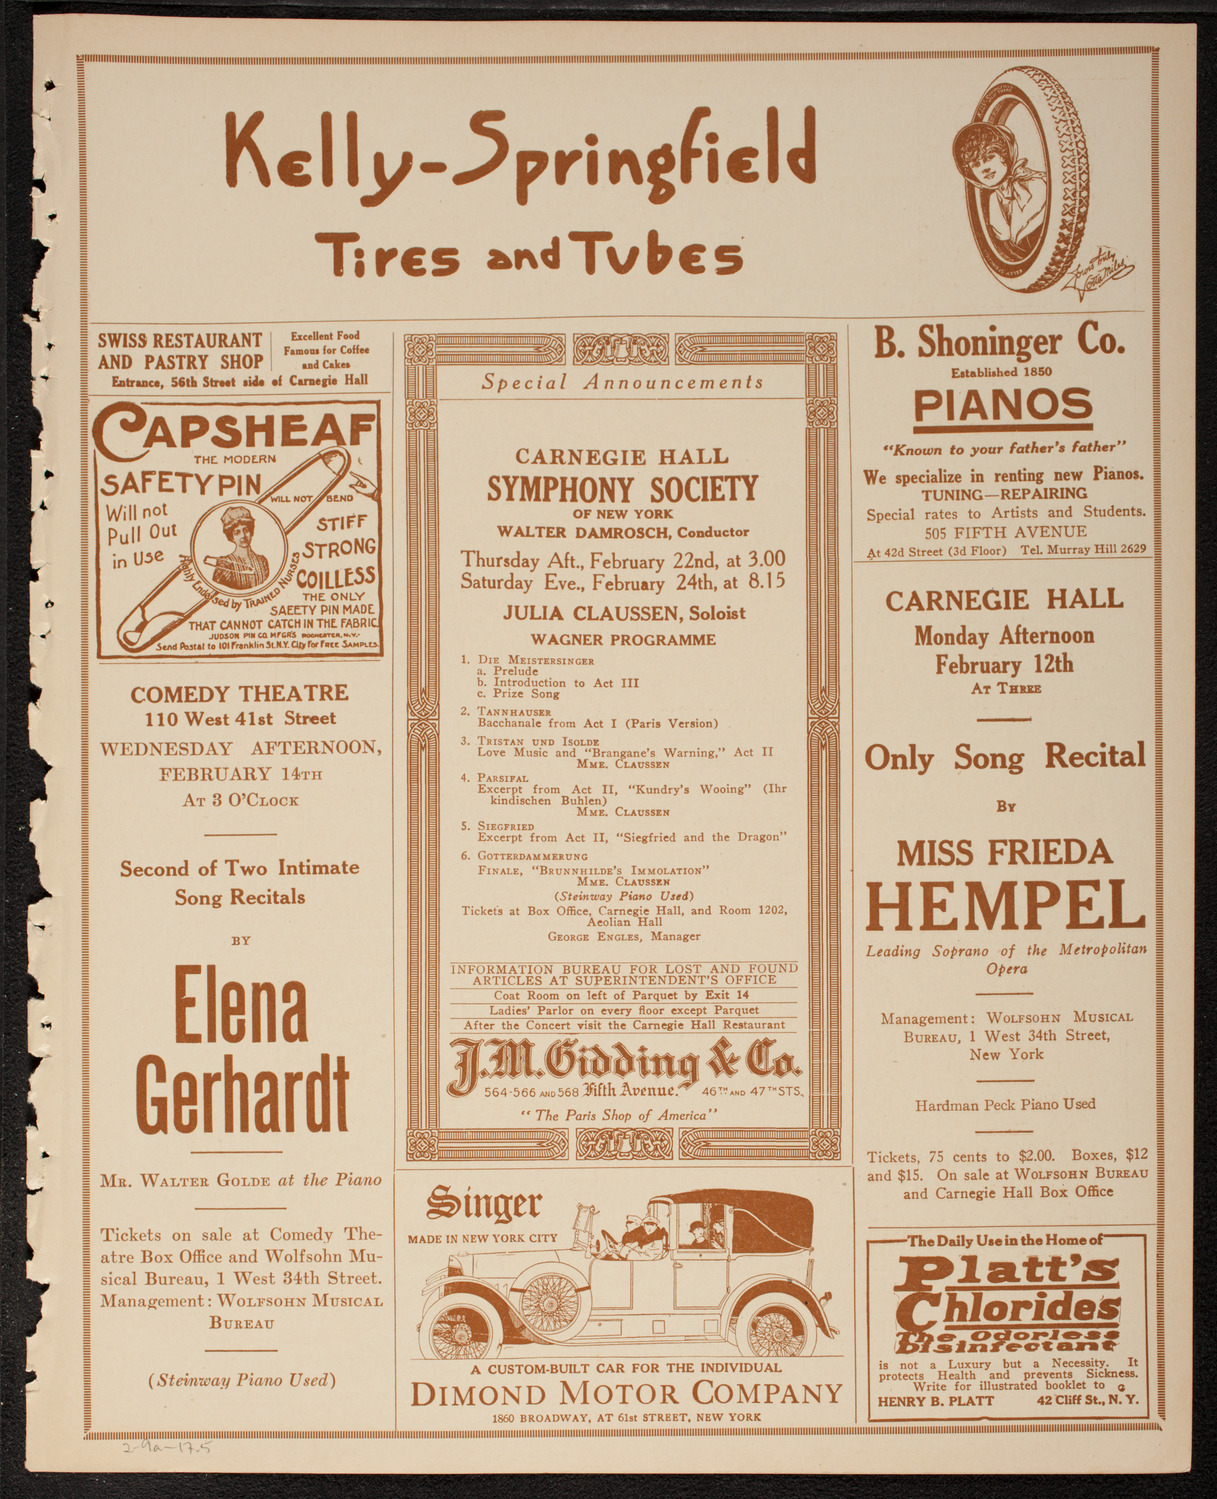 Kelly-Springfield
Tires and Tubes
Yours truly
Lotta Miles
SWISS RESTAURANT
AND PASTRY SHOP
Excellent Food
Famous for Coffee
and Cakes
Entrance, 56th Street side of Carnegie Hall
CAPSHEAF
THE MODERN
SAFETY PIN
WILL NOT BEND
Will not
Pull Out
in Use
STIFF
STRONG
COILLESS
Highly Endorsed by TRAINED NURSES
THE ONLY
SAFETY PIN MADE
THAT CANNOT CATCH IN THE FABRIC
JUDSON PIN CO. MFGRS ROCHESTER, N.Y.
Send Postal to 101 Franklin St. N.Y. City for FREE SAMPLES
COMEDY THEATRE
110 West 41st Street
WEDNESDAY AFTERNOON,
FEBRUARY 14TH
AT 3 O'CLOCK
Second of Two Intimate
Song Recitals
BY
Elena
Gerhardt
MR. WALTER GOLDE at the Piano
Tickets on sale at Comedy The-
atre Box Office and Wolfsohn Mu-
sical Bureau, 1 West 34th Street.
Management: WOLFSOHN MUSICAL
BUREAU
(Steinway Piano Used)
Special Announcements
CARNEGIE HALL
SYMPHONY SOCIETY
OF NEW YORK
WALTER DAMROSCH, Conductor
Thursday Aft., February 22nd, at 3.00
Saturday Eve., February 24th, at 8.15
JULIA CLAUSSEN, Soloist
WAGNER PROGRAMME
1. DIE MEISTERSINGER
a. Prelude
b. Introduction to Act III
c. Prize Song
2. TANNHAUSER
Bacchanale from Act I (Paris Version)
3. TRISTAN UND ISOLDE
Love Music and "Brangane's Warning," Act II
MME. CLAUSSEN
4. PARSIFAL
Excerpt from Act II, "Kundry's Wooing" (Ihr
kindischen Buhlen)
MME. CLAUSSEN
5. SIEGFRIED
Excerpt from Act II, "Siegfried and the Dragon"
6. GOTTERDAMMERUNG
FINALE, "BRUNNHILDE'S IMMOLATION"
MME. CLAUSSEN
(Steinway Piano Used)
Tickets at Box Office, Carnegie Hall, and Room 1202,
Aeolian Hall
GEORGE ENGLES, Manager
INFORMATION BUREAU FOR LOST AND FOUND
ARTICLES AT SUPERINTENDENT'S OFFICE
Coat Room on left of Parquet by Exit 14
Ladies' Parlor on every floor except Parquet
After the Concert visit the Carnegie Hall Restaurant
J.M. Gidding & Co.
564-566 AND 568 Fifth Avenue. 46TH AND 47TH STS.
"The Paris Shop of America"
Singer
MADE IN NEW YORK CITY
A CUSTOM-BUILT CAR FOR THE INDIVIDUAL
DIMOND MOTOR COMPANY
1860 BROADWAY, AT 61st STREET, NEW YORK
B. Shoninger Co.
Established 1850
PIANOS
"Known to your father's father"
We specialize in renting new Pianos.
TUNING—REPAIRING
Special rates to Artists and Students.
505 FIFTH AVENUE
At 42d Street (3d Floor) Tel. Murray Hill 2629
CARNEGIE HALL
Monday Afternoon
February 12th
AT THREE
Only Song Recital
BY
MISS FRIEDA
HEMPEL
Leading Soprano of the Metropolitan
Opera
Management: WOLFSOHN MUSICAL
BUREAU, 1 West 34th Street,
New York
Hardman Peck Piano Used
Tickets, 75 cents to $2.00. Boxes, $12
and $15. On sale at WOLFSOHN BUREAU
and Carnegie Hall Box Office
The Daily Use in the Home of
Platt's
Chlorides
The Odorless
Disinfectant
is not a Luxury but a Necessity. It
protects Health and prevents Sickness.
Write for illustrated booklet to
HENRY B. PLATT 42 Cliff St., N. Y.
2-9a-17.5